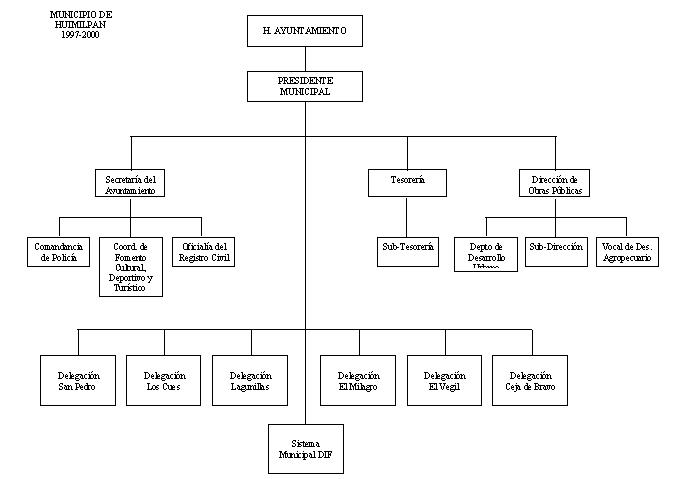 MUNICIPIO DE
HUIMILPAN
1997-2000
H. AYUNTAMIENTO
PRESIDENTE
MUNICIPAL
Secretaría del
Ayuntamiento
Tesorería
Dirección de
Obras Públicas
Comandancia
de Policía
Coord. de
Fomento
Cultural,
Deportivo y
Turístico
Oficialía del
Registro Civil
Sub-Tesorería
Depto de
Desarrollo
Urbano
Sub-Dirección
Vocal de Des.
Agropecuario
Delegación
San Pedro
Delegación
Los Cues
Delegación
Lagunillas
Delegación
El Milagro
Delegación
El Vegil
Delegación
Ceja de Bravo
Sistema
Municipal DIF